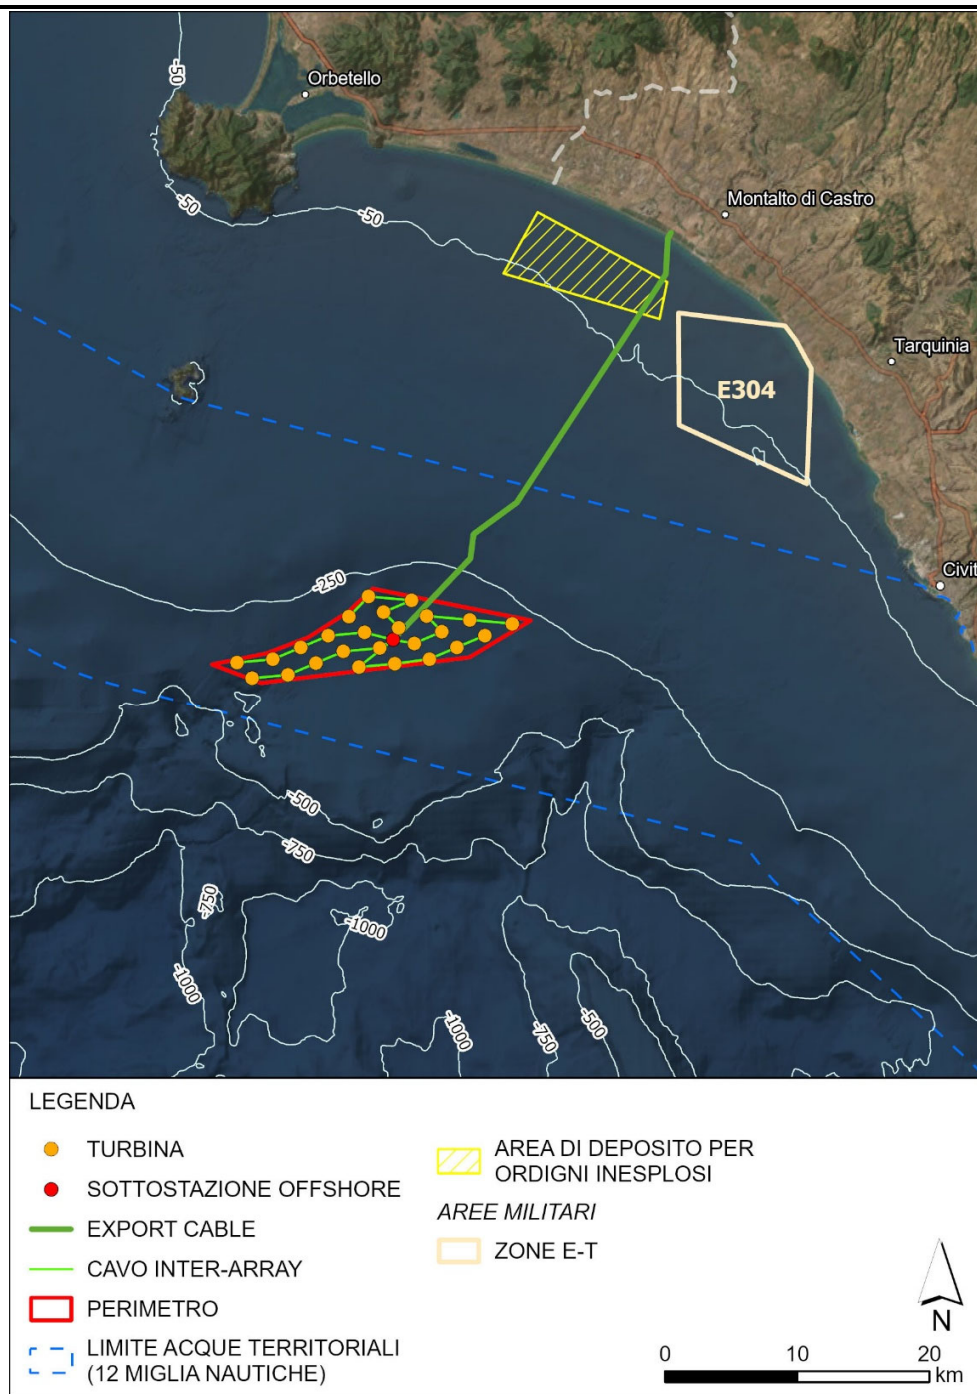 -50
Orbetello
-50
-50
Montalto di Castro
Tarquinia
E304
Civit
-250
-500
-750
-750
-1000
-1000
-1000
-750
-500
LEGENDA
TURBINA
SOTTOSTAZIONE OFFSHORE
EXPORT CABLE
CAVO INTER-ARRAY
PERIMETRO
LIMITE ACQUE TERRITORIALI
(12 MIGLIA NAUTICHE)
AREA DI DEPOSITO PER
ORDIGNI INESPLOSI
AREE MILITARI
ZONE E-T
N
0 10 20
km